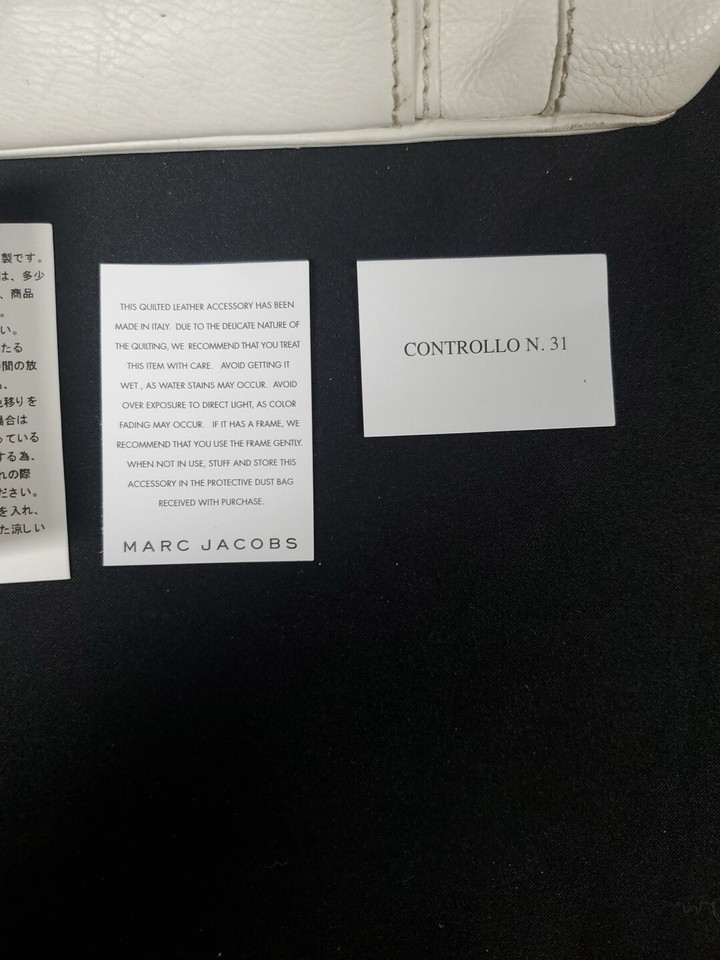 製です。
は、多少
、商品
。
い。
たる
間の放
、
色移りを
場合は
っている
する為、
れの際
ださい。
を入れ、
た涼しい
THIS QUILTED LEATHER ACCESSORY HAS BEEN
MADE IN ITALY. DUE TO THE DELICATE NATURE OF
THE QUILTING, WE RECOMMEND THAT YOU TREAT
THIS ITEM WITH CARE. AVOID GETTING IT
WET , AS WATER STAINS MAY OCCUR. AVOID
OVER EXPOSURE TO DIRECT LIGHT, AS COLOR
FADING MAY OCCUR. IF IT HAS A FRAME, WE
RECOMMEND THAT YOU USE THE FRAME GENTLY.
WHEN NOT IN USE, STUFF AND STORE THIS
ACCESSORY IN THE PROTECTIVE DUST BAG
RECEIVED WITH PURCHASE.
MARC JACOBS
CONTROLLO N. 31